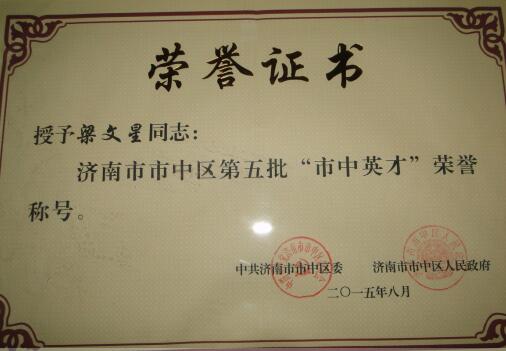 荣誉证书
授予梁文星同志：
济南市市中区第五批“市中英才”荣誉
称号。
中共济南市市中区委 济南市市中区人民政府
二〇一五年八月